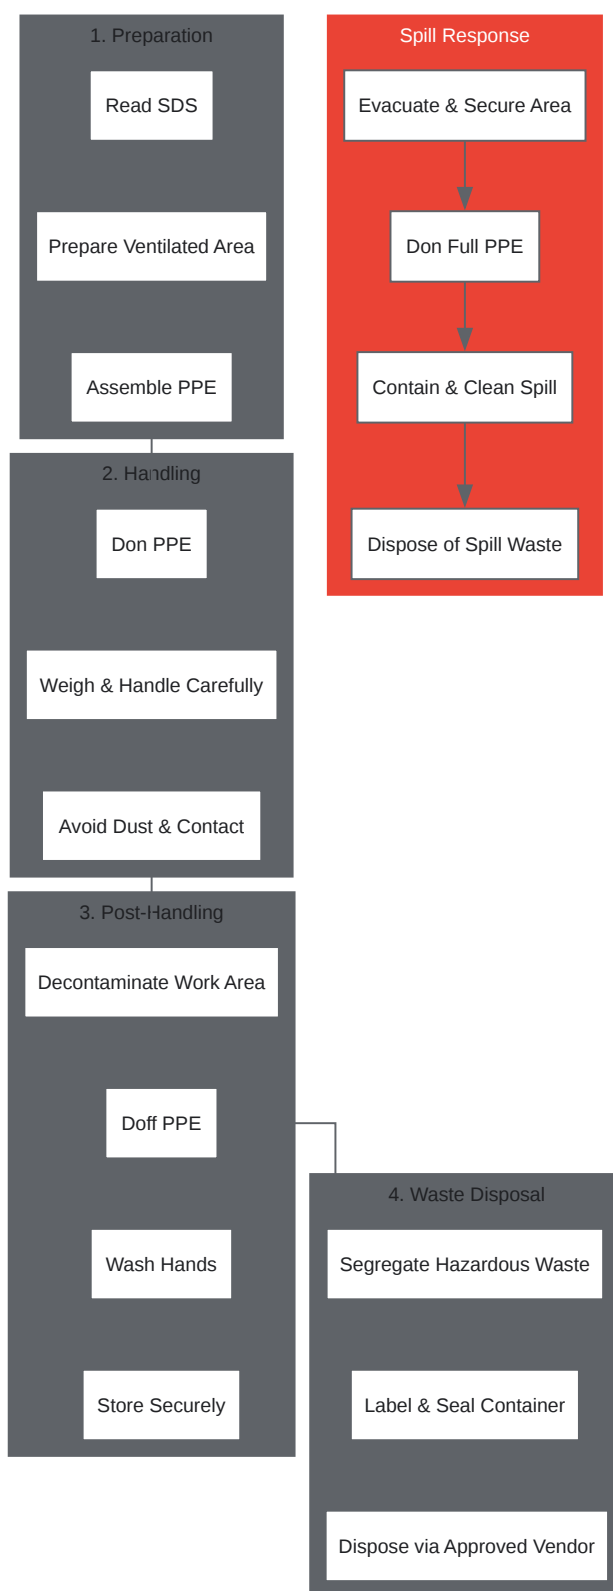 1. Preparation
Read SDS
Prepare Ventilated Area
Assemble PPE
2. Handling
Don PPE
Weigh & Handle Carefully
Avoid Dust & Contact
3. Post-Handling
Decontaminate Work Area
Doff PPE
Wash Hands
Store Securely
4. Waste Disposal
Segregate Hazardous Waste
Label & Seal Container
Dispose via Approved Vendor
Spill Response
Evacuate & Secure Area
Don Full PPE
Contain & Clean Spill
Dispose of Spill Waste